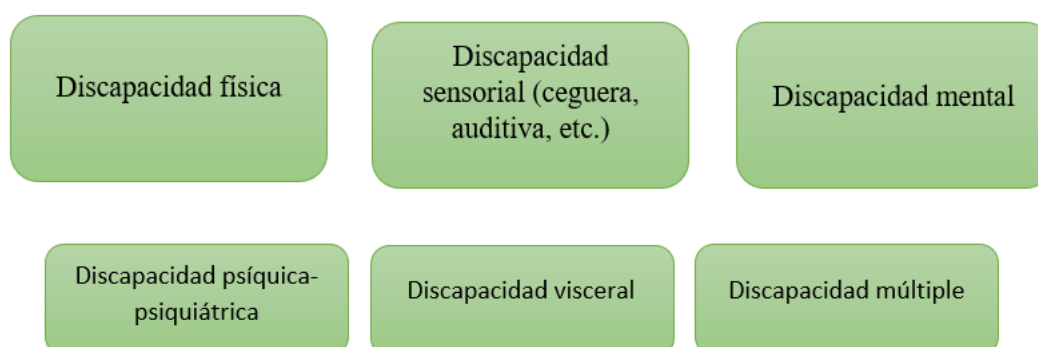 Discapacidad física
Discapacidad
sensorial (ceguera,
auditiva, etc.)
Discapacidad mental
Discapacidad psíquica-
psiquiátrica
Discapacidad visceral
Discapacidad múltiple